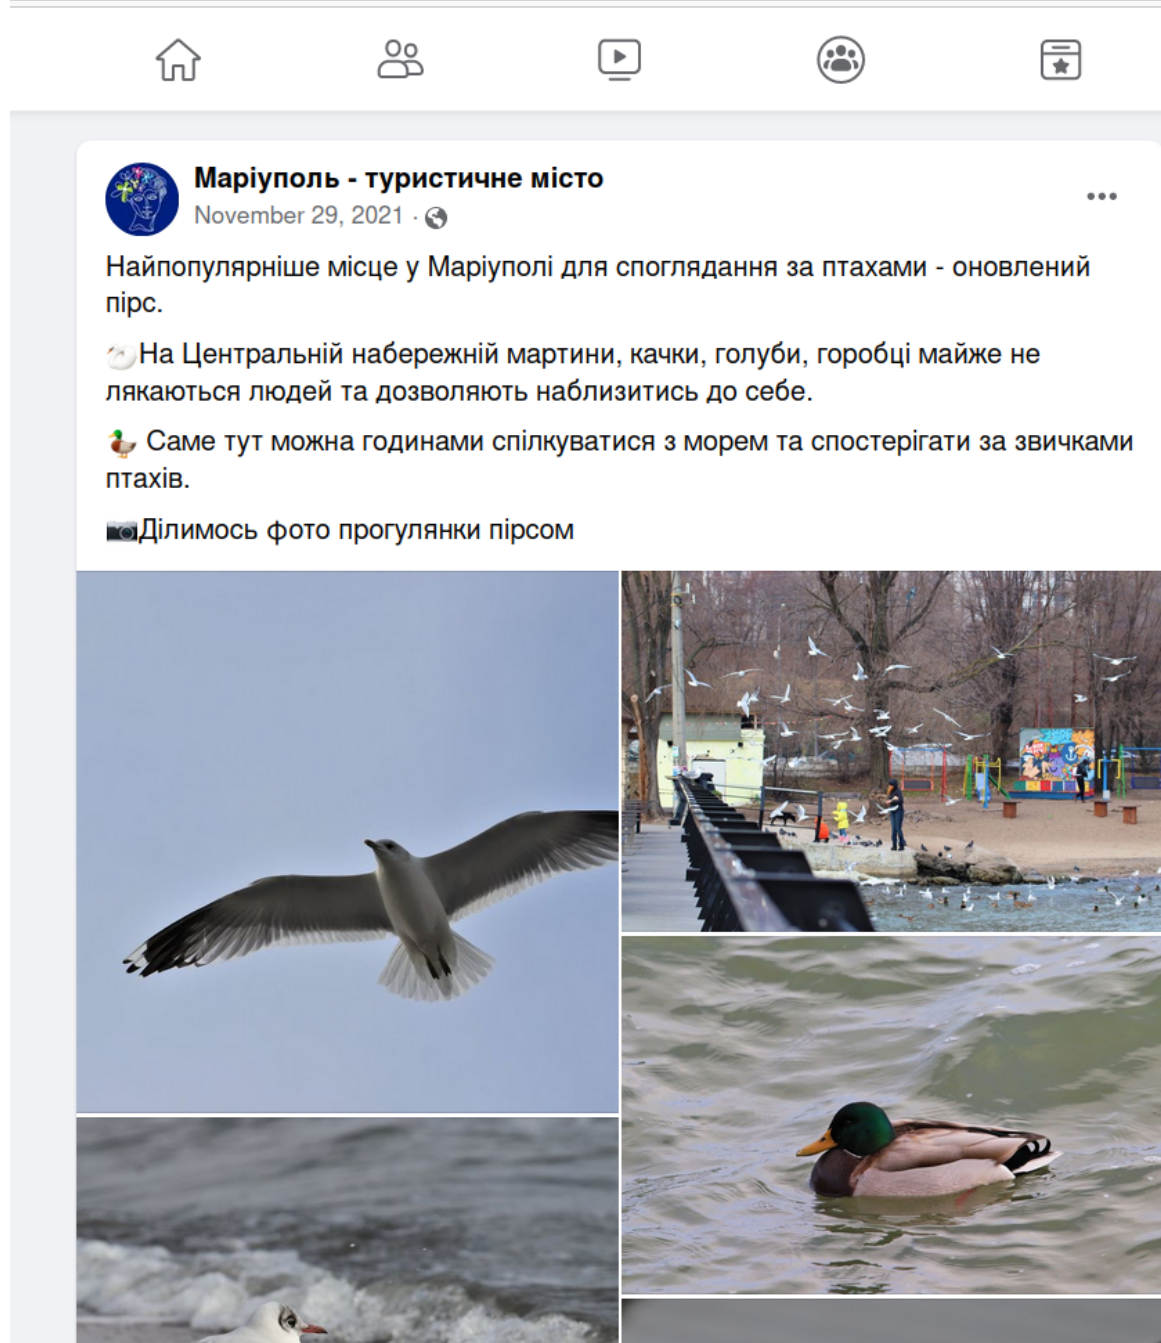 Маріуполь - туристичне місто
November 29, 2021 ·
Найпопулярніше місце у Маріуполі для споглядання за птахами - оновлений
пірс.
🦢На Центральній набережній мартини, качки, голуби, горобці майже не
лякаються людей та дозволяють наблизитись до себе.
🦆 Саме тут можна годинами спілкуватися з морем та спостерігати за звичками
птахів.
📷Ділимось фото прогулянки пірсом